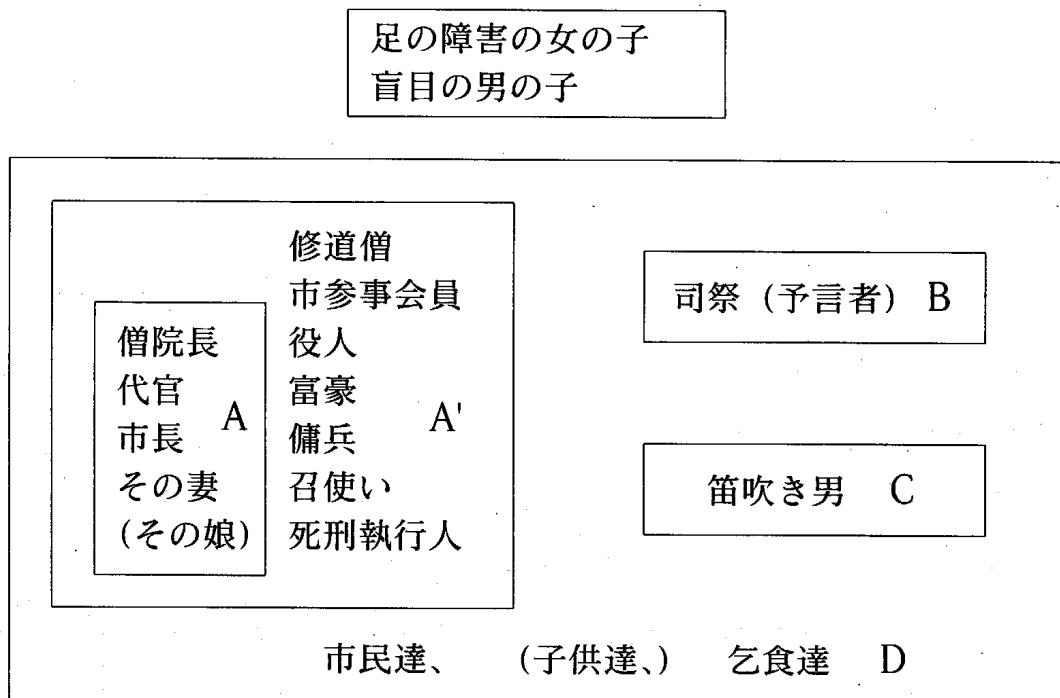 足の障害の女の子
盲目の男の子
修道僧
市参事会員
役人
富豪
傭兵
召使い
死刑執行人
A'
僧院長
代官
市長
その妻
(その娘)
A
司祭(予言者) B
笛吹き男 C
市民達、 (子供達、) 乞食達 D